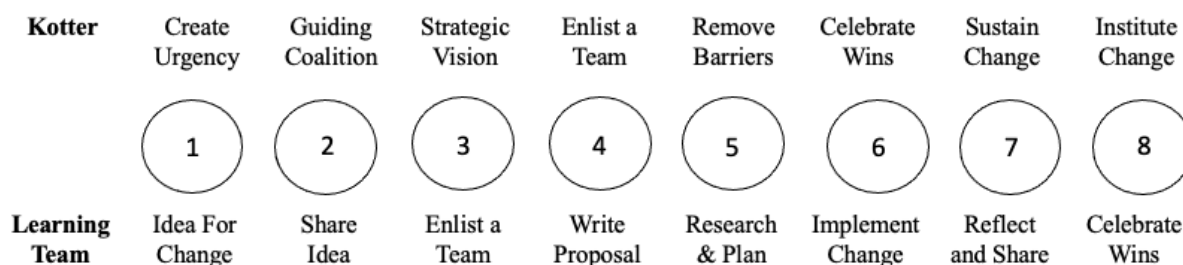 Kotter Create Guiding Strategic Enlist a Remove Celebrate Sustain Institute
Urgency Coalition Vision Team Barriers Wins Change Change
1 2 3 4 5 6 7 8
Learning Idea For Share Enlist a Write Research Implement Reflect Celebrate
Team Change Idea Team Proposal & Plan Change and Share Wins